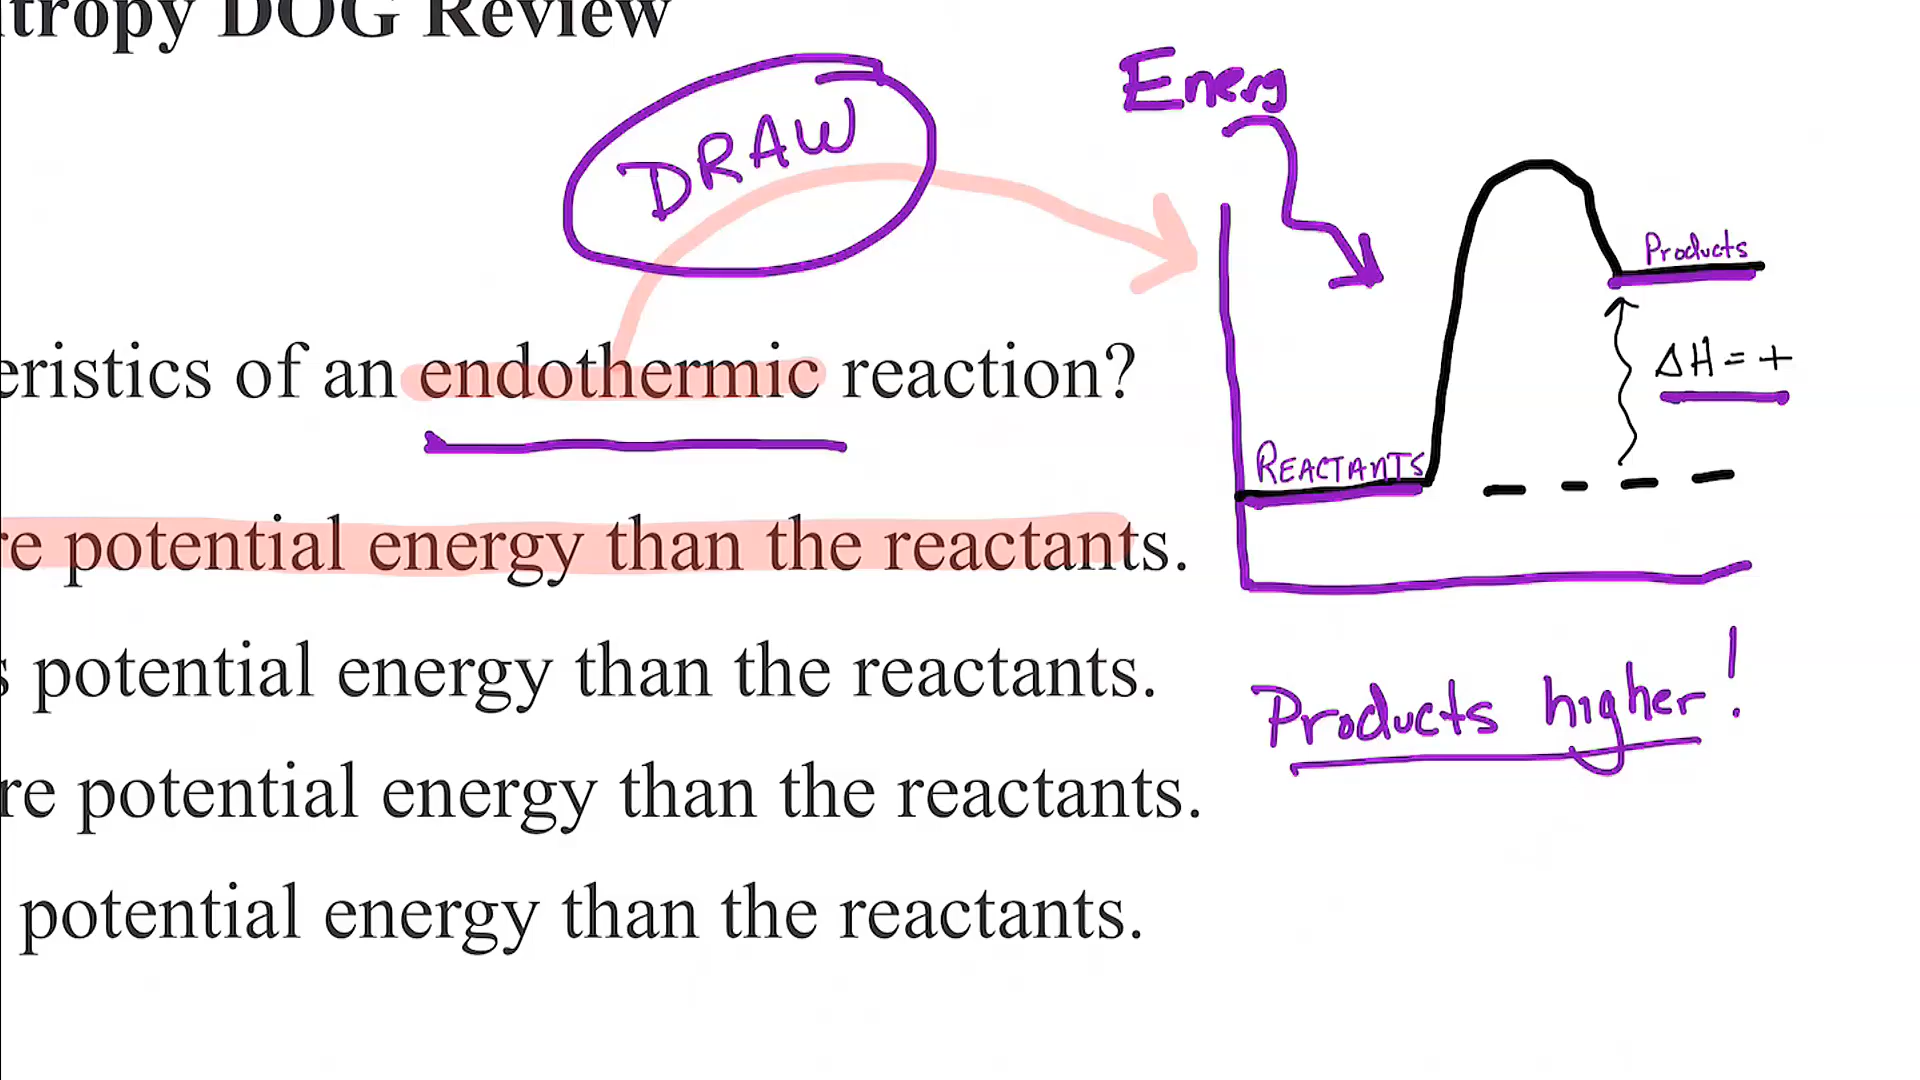 tropy DOG Review
DRAW
Energ
Products
eristics of an endothermic reaction?
ΔH = +
REACTANTS
re potential energy than the reactants.
s potential energy than the reactants.
Products higher!
re potential energy than the reactants.
potential energy than the reactants.